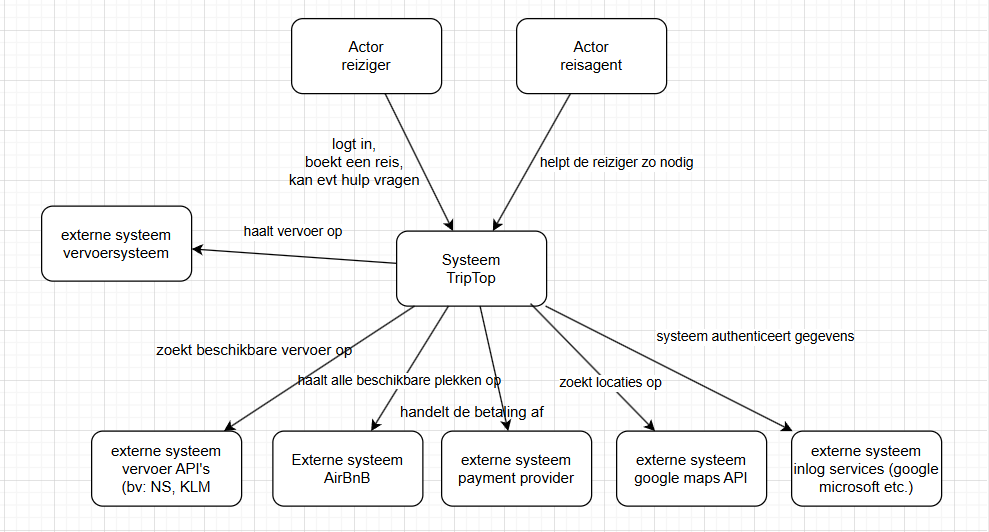 Actor
reiziger
Actor
reisagent
logt in,
boekt een reis,
kan evt hulp vragen
helpt de reiziger zo nodig
externe systeem
vervoersysteem
haalt vervoer op
Systeem
TripTop
zoekt beschikbare vervoer op
haalt alle beschikbare plekken op
handelt de betaling af
zoekt locaties op
systeem authenticeert gegevens
externe systeem
vervoer API's
(bv: NS, KLM
Externe systeem
AirBnB
externe systeem
payment provider
externe systeem
google maps API
externe systeem
inlog services (google
microsoft etc.)